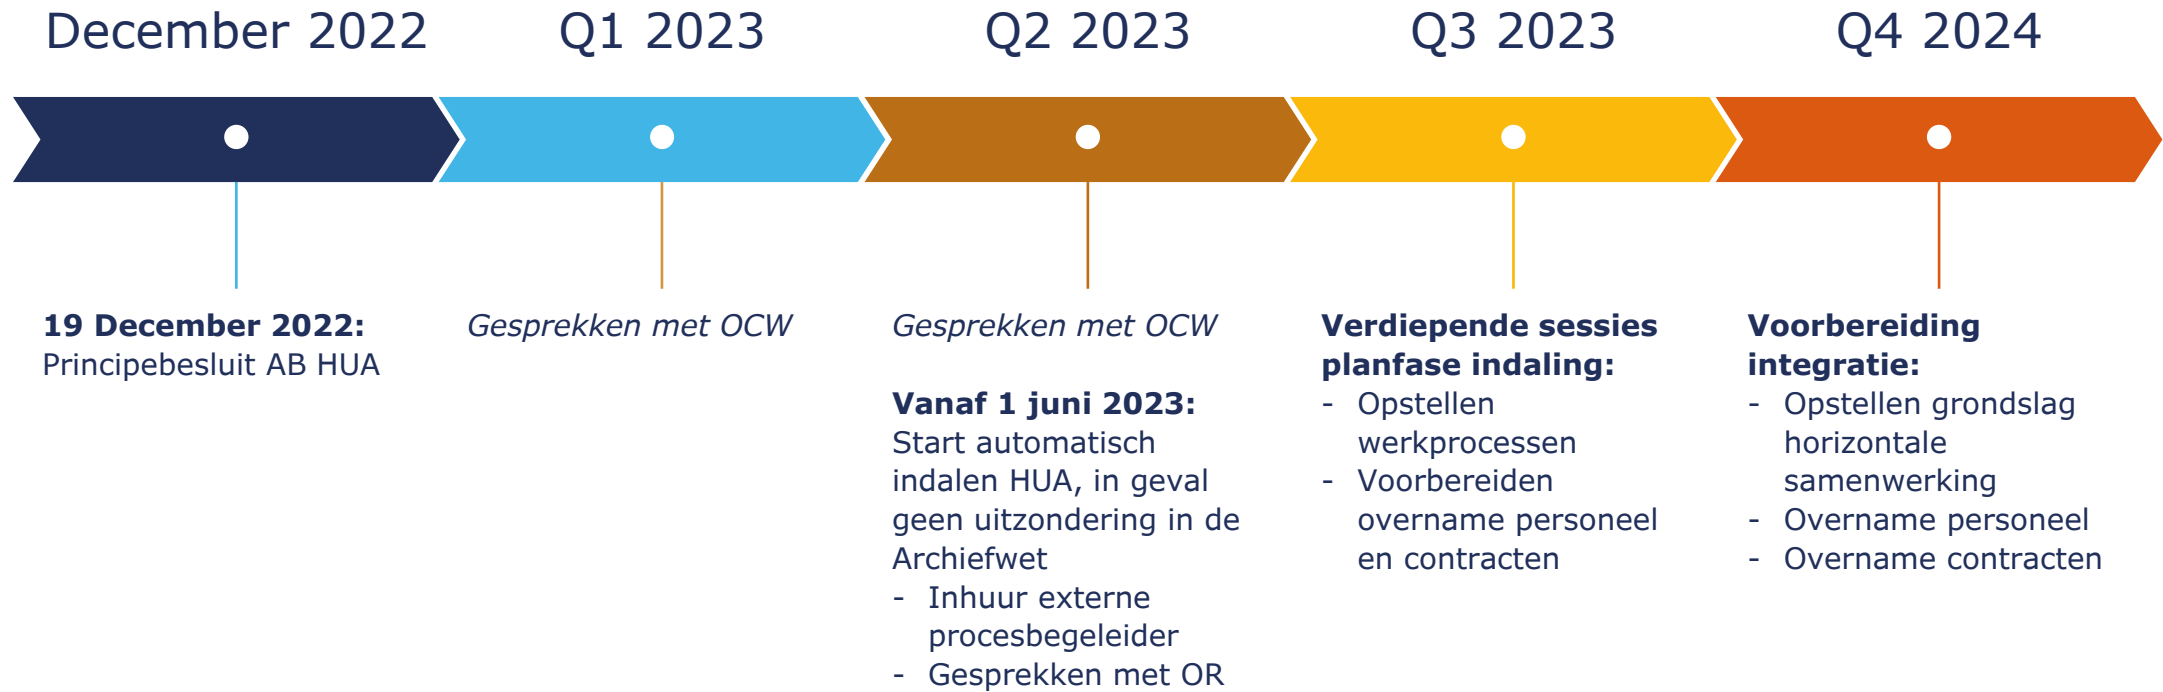 December 2022
Q1 2023
Q2 2023
Q3 2023
Q4 2024
19 December 2022:
Principebesluit AB HUA
Gesprekken met OCW
Gesprekken met OCW
Vanaf 1 juni 2023:
Start automatisch
indalen HUA, in geval
geen uitzondering in de
Archiefwet
- Inhuur externe
procesbegeleider
- Gesprekken met OR
Verdiepende sessies
planfase indaling:
- Opstellen
werkprocessen
- Voorbereiden
overname personeel
en contracten
Voorbereiding
integratie:
- Opstellen grondslag
horizontale
samenwerking
- Overname personeel
- Overname contracten